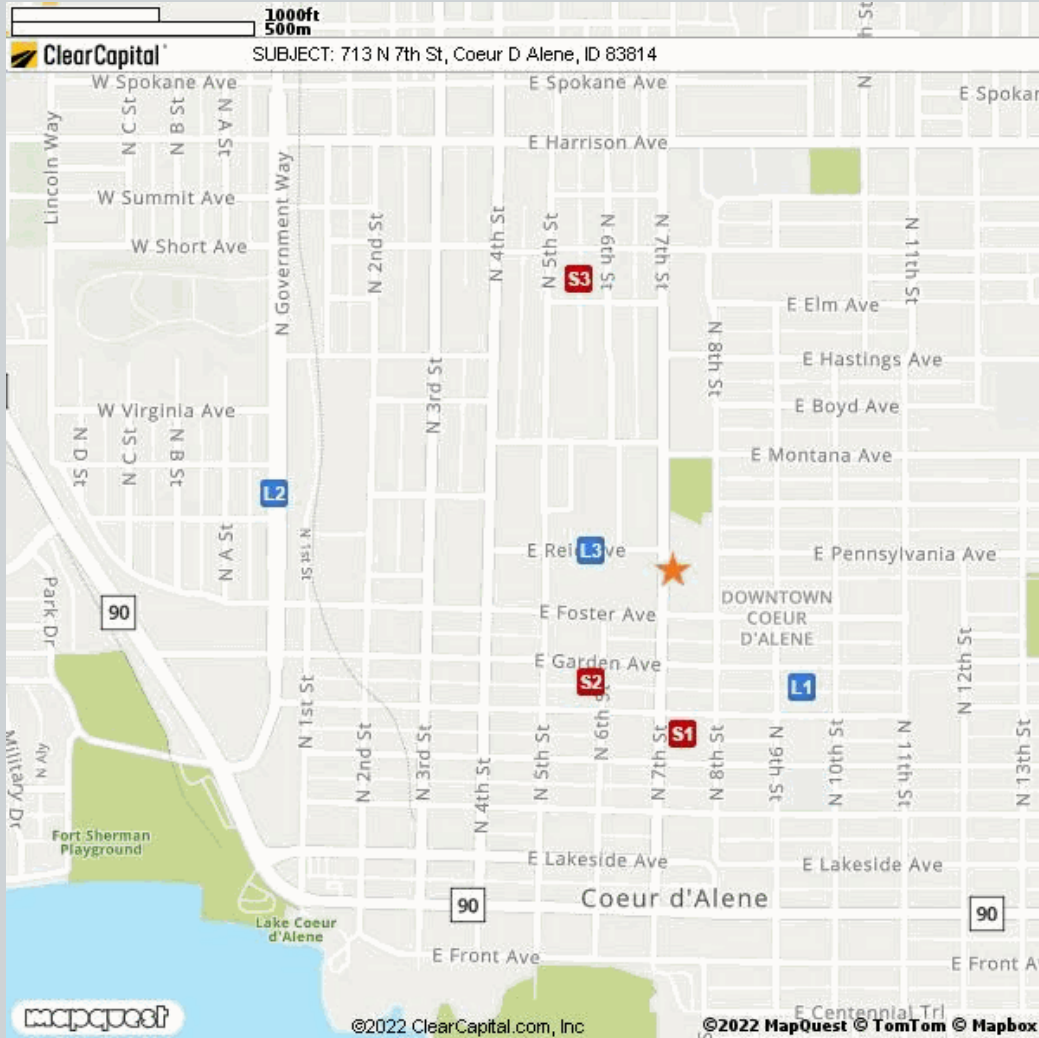 1000ft
500m
ClearCapital
SUBJECT: 713 N 7th St, Coeur D Alene, ID 83814
W Spokane Ave
E Spokane Ave
E Spokan
N St
Lincoln Way
N C St
N B St
N A St
N Government Way
E Harrison Ave
W Summit Ave
W Short Ave
N 2nd St
N 4th St
N 5th St
N 6th St
N 7th St
N 11th St
S3
E Elm Ave
N 8th St
E Hastings Ave
N 3rd St
W Virginia Ave
E Boyd Ave
N D St
N C St
N B St
E Montana Ave
L2
N A St
N 1st St
E Rei
L3
ve
E Pennsylvania Ave
Park Dr
90
E Foster Ave
DOWNTOWN
COEUR
D'ALENE
E Garden Ave
S2
L1
N 12th St
N 1st St
N 6th St
S1
N 2nd St
N 3rd St
N 4th St
N 5th St
N 7th St
N 8th St
N 9th St
N 10th St
N 11th St
N 13th St
Military Dr
N Aly
Fort Sherman
Playground
E Lakeside Ave
E Lakeside Ave
90
Coeur d'Alene
90
Lake Coeur
d'Alene
E Front Ave
E Front A
E Centennial Trl
mapquest
©2022 ClearCapital.com, Inc
©2022 MapQuest © TomTom © Mapbox